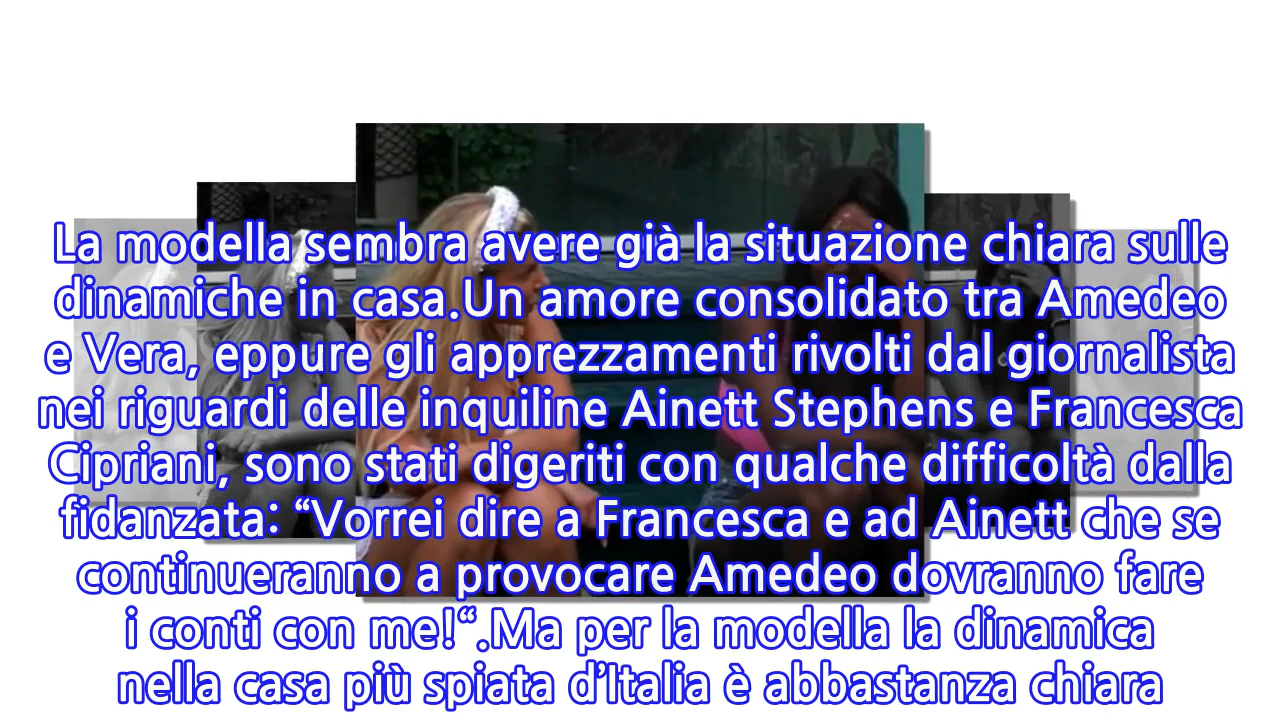 La modella sembra avere già la situazione chiara sulle
dinamiche in casa.Un amore consolidato tra Amedeo
e Vera, eppure gli apprezzamenti rivolti dal giornalista
nei riguardi delle inquiline Ainett Stephens e Francesca
Cipriani, sono stati digeriti con qualche difficoltà dalla
fidanzata: “Vorrei dire a Francesca e ad Ainett che se
continueranno a provocare Amedeo dovranno fare
i conti con me!“.Ma per la modella la dinamica
nella casa più spiata d’Italia è abbastanza chiara